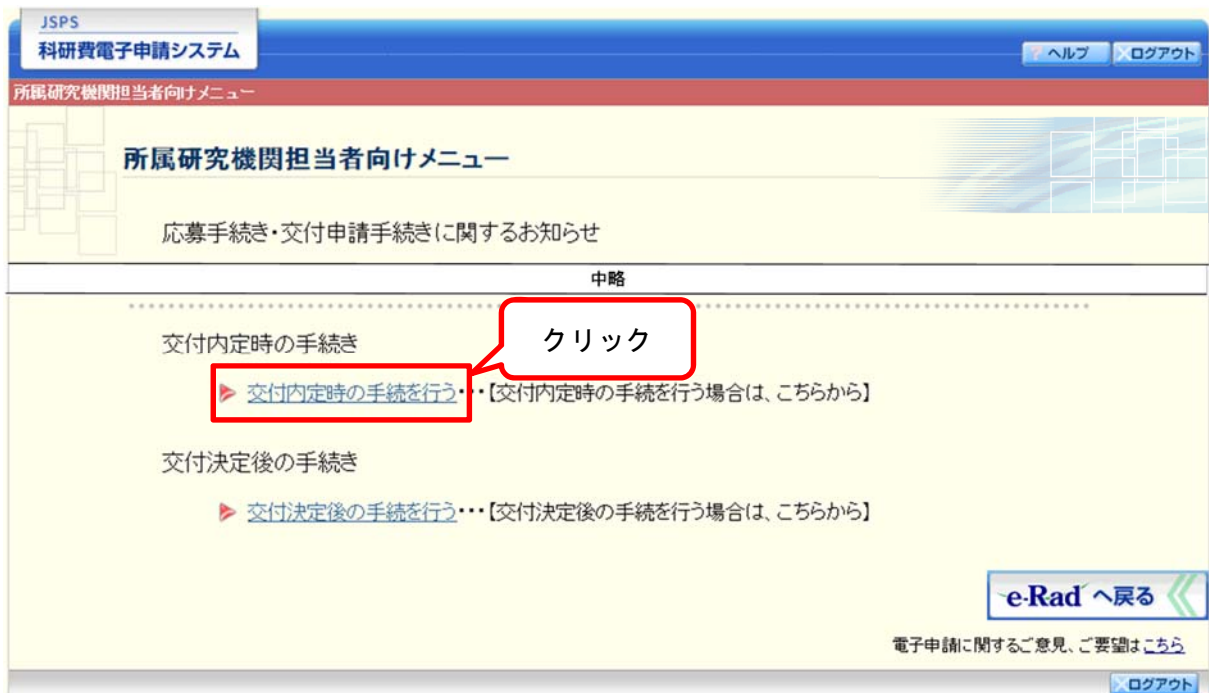 JSPS
科研費電子申請システム
? ヘルプ
ログアウト
所属研究機関担当者向けメニュー
所属研究機関担当者向けメニュー
応募手続き・交付申請手続きに関するお知らせ
中略
クリック
交付内定時の手続き
交付内定時の手続を行う・・・【交付内定時の手続を行う場合は、こちらから】
交付決定後の手続き
交付決定後の手続を行う・・・【交付決定後の手続を行う場合は、こちらから】
e-Rad へ戻る
電子申請に関するご意見、ご要望はこちら
ログアウト